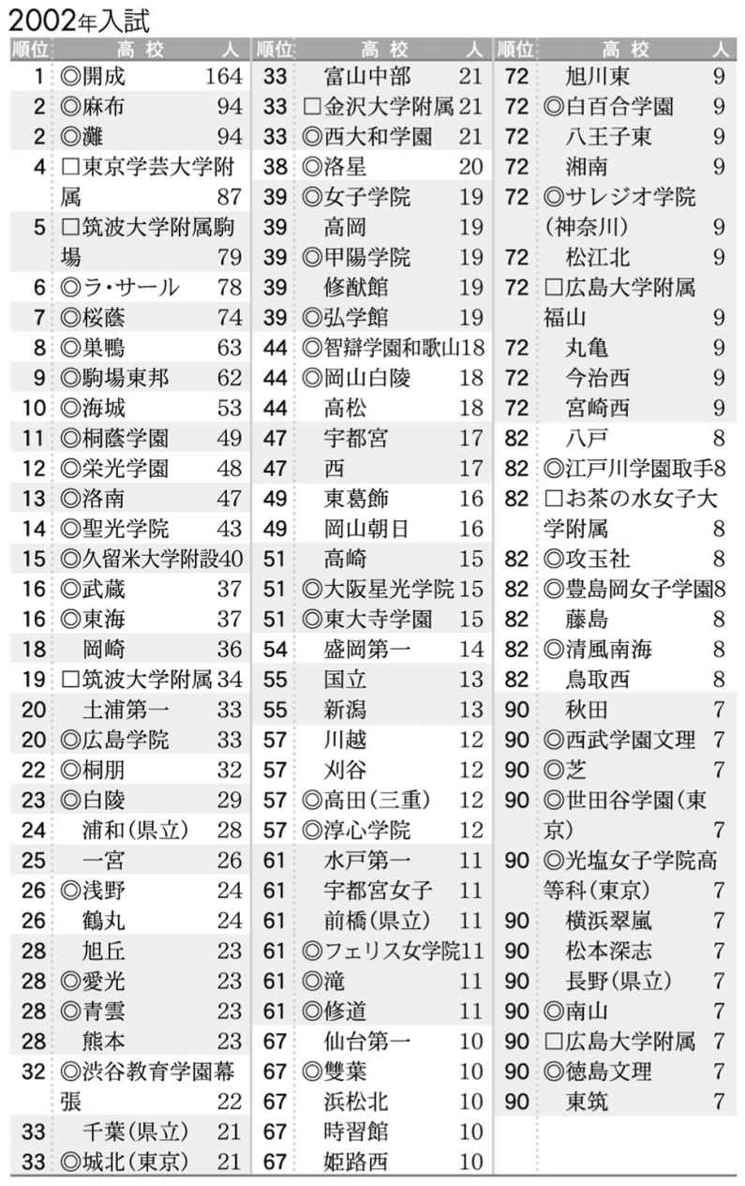 2002年入試
順位 高校 人
1 ◎開成 164
2 ◎麻布 94
2 ◎灘 94
4 □東京学芸大学附
属 87
5 □筑波大学附属駒
場 79
6 ◎ラ・サール 78
7 ◎桜蔭 74
8 ◎巣鴨 63
9 ◎駒場東邦 62
10 ◎海城 53
11 ◎桐蔭学園 49
12 ◎栄光学園 48
13 ◎洛南 47
14 ◎聖光学院 43
15 ◎久留米大学附設 40
16 ◎武蔵 37
16 ◎東海 37
18 岡崎 36
19 □筑波大学附属 34
20 土浦第一 33
20 ◎広島学院 33
22 ◎桐朋 32
23 ◎白陵 29
24 浦和(県立) 28
25 一宮 26
26 ◎浅野 24
26 鶴丸 24
28 旭丘 23
28 ◎愛光 23
28 ◎青雲 23
28 熊本 23
32 ◎渋谷教育学園幕
張 22
33 千葉(県立) 21
33 ◎城北(東京) 21
順位 高校 人
33 富山中部 21
33 □金沢大学附属 21
33 ◎西大和学園 21
38 ◎洛星 20
39 ◎女子学院 19
39 高岡 19
39 ◎甲陽学院 19
39 修猷館 19
39 ◎弘学館 19
44 ◎智辯学園和歌山 18
44 ◎岡山白陵 18
44 高松 18
47 宇都宮 17
47 西 17
49 東葛飾 16
49 岡山朝日 16
51 高崎 15
51 ◎大阪星光学院 15
51 ◎東大寺学園 15
54 盛岡第一 14
55 国立 13
55 新潟 13
57 川越 12
57 刈谷 12
57 ◎高田(三重) 12
57 ◎淳心学院 12
61 水戸第一 11
61 宇都宮女子 11
61 前橋(県立) 11
61 ◎フェリス女学院 11
61 ◎滝 11
61 ◎修道 11
67 仙台第一 10
67 ◎雙葉 10
67 浜松北 10
67 時習館 10
67 姫路西 10
順位 高校 人
72 旭川東 9
72 ◎白百合学園 9
72 八王子東 9
72 湘南 9
72 ◎サレジオ学院
(神奈川) 9
72 松江北 9
72 □広島大学附属
福山 9
72 丸亀 9
72 今治西 9
72 宮崎西 9
82 八戸 8
82 ◎江戸川学園取手 8
82 □お茶の水女子大
学附属 8
82 ◎攻玉社 8
82 ◎豊島岡女子学園 8
82 藤島 8
82 ◎清風南海 8
82 鳥取西 8
90 秋田 7
90 ◎西武学園文理 7
90 ◎芝 7
90 ◎世田谷学園(東
京) 7
90 ◎光塩女子学院高
等科(東京) 7
90 横浜翠嵐 7
90 松本深志 7
90 長野(県立) 7
90 ◎南山 7
90 □広島大学附属 7
90 ◎徳島文理 7
90 東筑 7